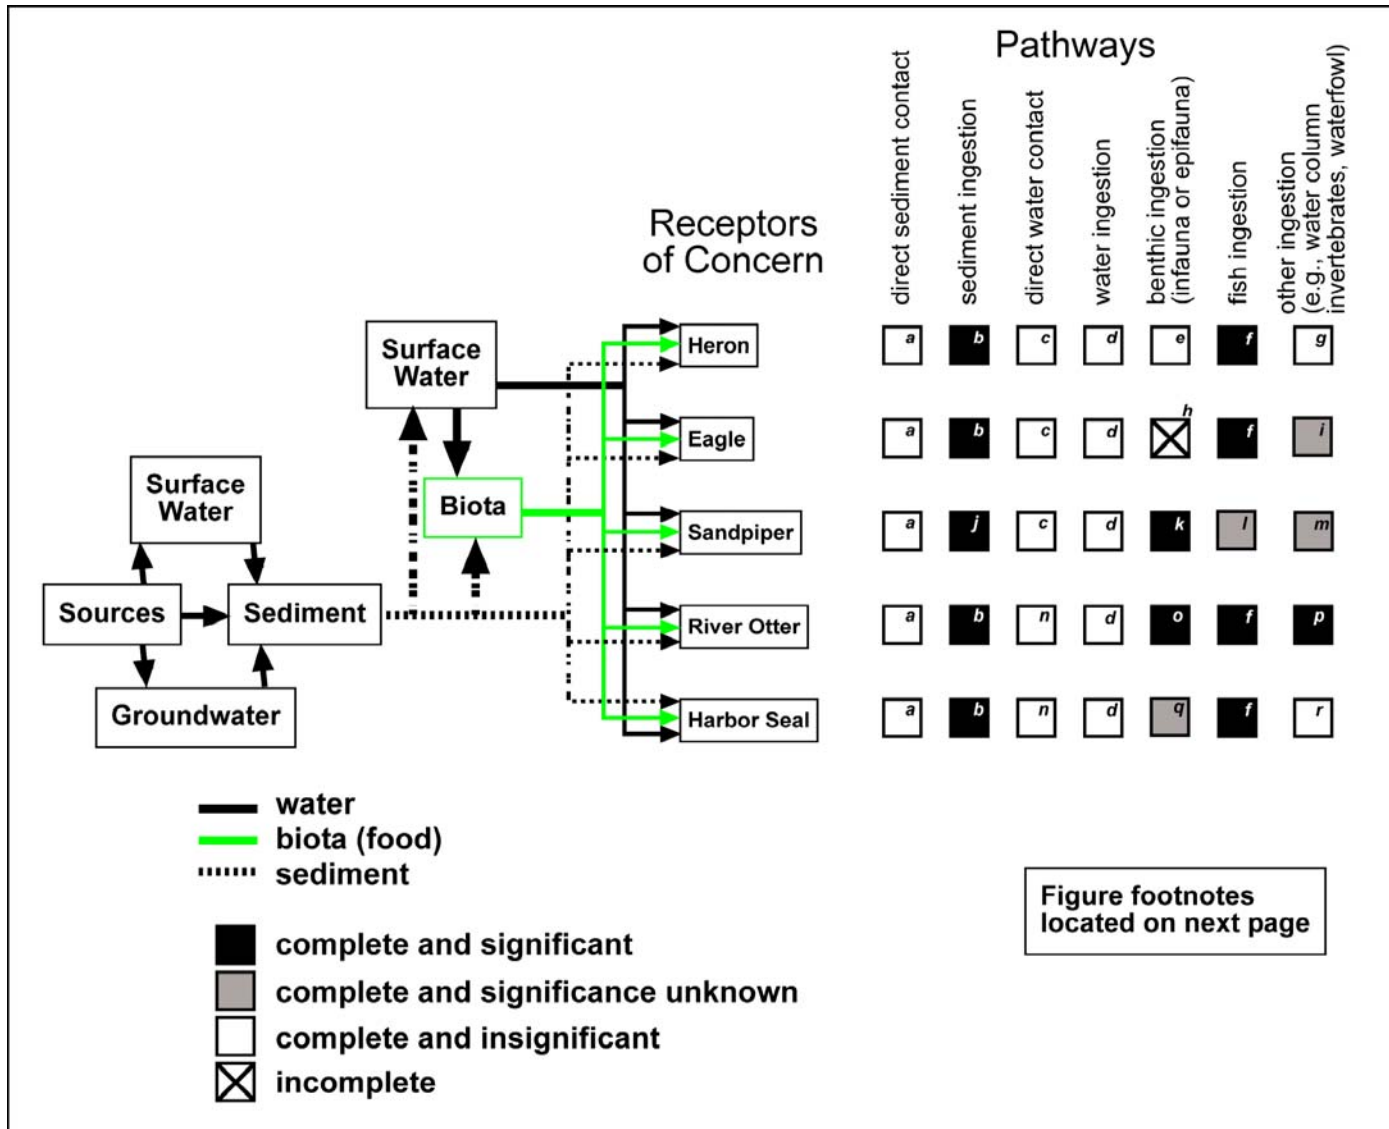 Pathways
direct sediment contact
sediment ingestion
direct water contact
water ingestion
benthic ingestion
(infauna or epifauna)
fish ingestion
other ingestion
(e.g., water column
invertebrates, waterfowl)
Receptors
of Concern
Surface
Water
Biota
Surface
Water
Sources
Sediment
Groundwater
Heron
a b c d e f g
Eagle
a b c d h f i
Sandpiper
a j c d k l m
River Otter
a b n d o f p
Harbor Seal
a b n d q f r
water
biota (food)
sediment
complete and significant
complete and significance unknown
complete and insignificant
incomplete
Figure footnotes
located on next page